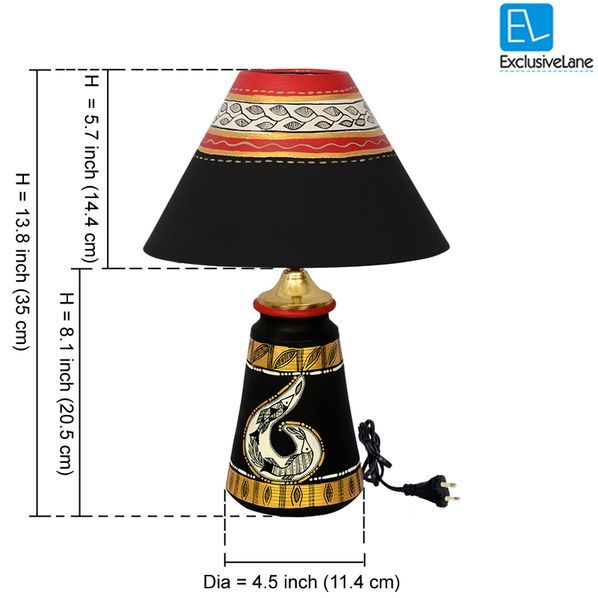 EL
ExclusiveLane
H = 5.7 inch (14.4 cm)
H = 13.8 inch (35 cm)
H = 8.1 inch (20.5 cm)
Dia = 4.5 inch (11.4 cm)